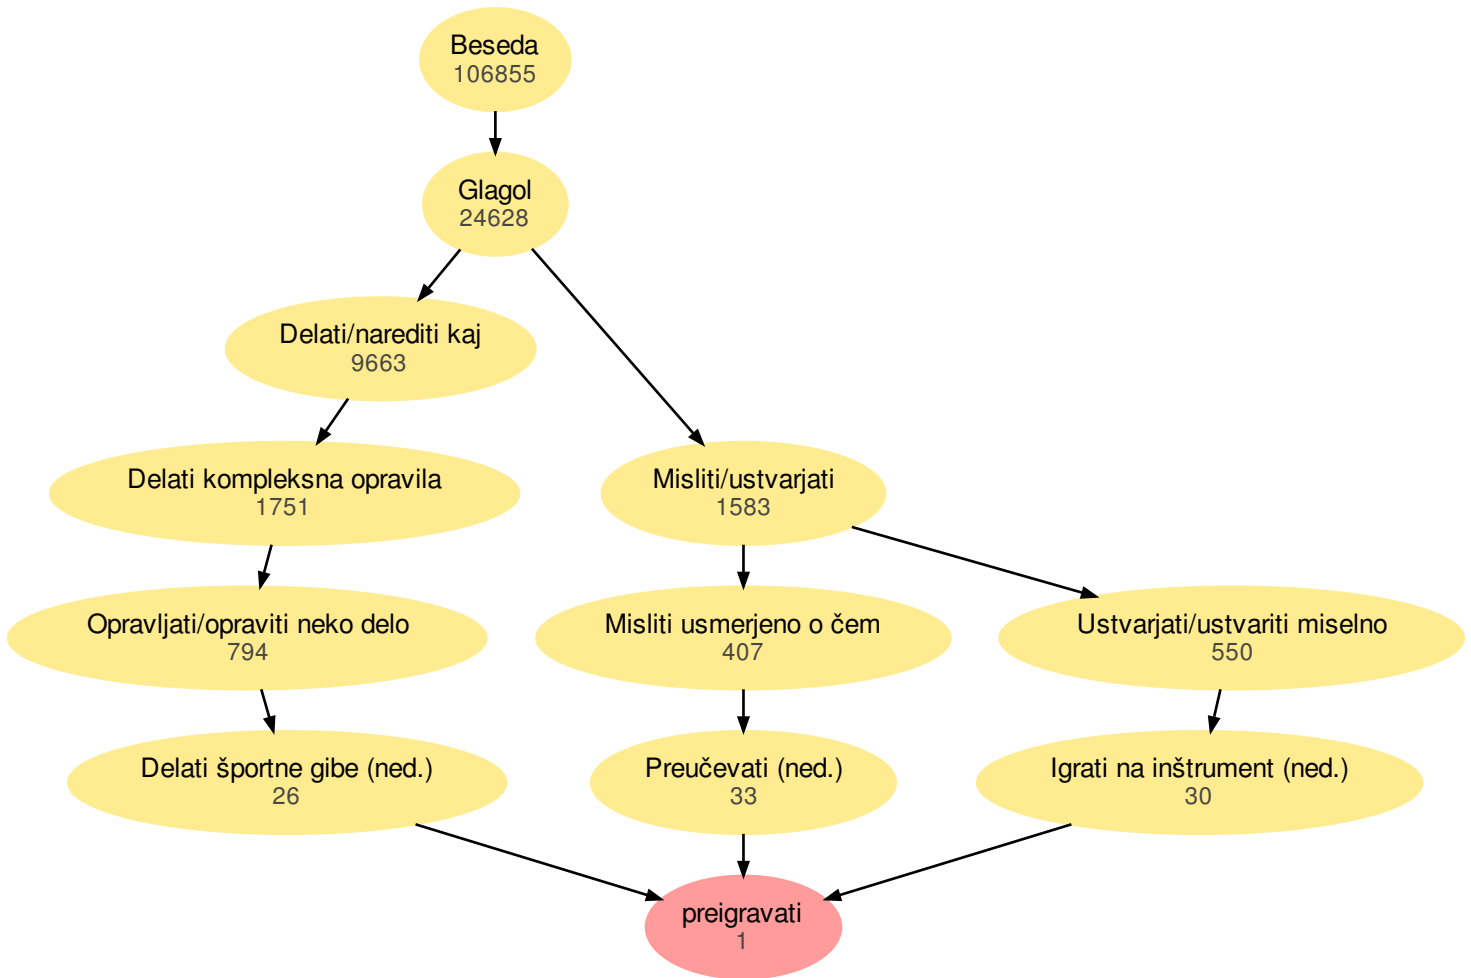 Beseda
106855
Glagol
24628
Delati/narediti kaj
9663
Delati kompleksna opravila
1751
Misliti/ustvarjati
1583
Opravljati/opraviti neko delo
794
Misliti usmerjeno o čem
407
Ustvarjati/ustvariti miselno
550
Delati športne gibe (ned.)
26
Preučevati (ned.)
33
Igrati na inštrument (ned.)
30
preigravati
1